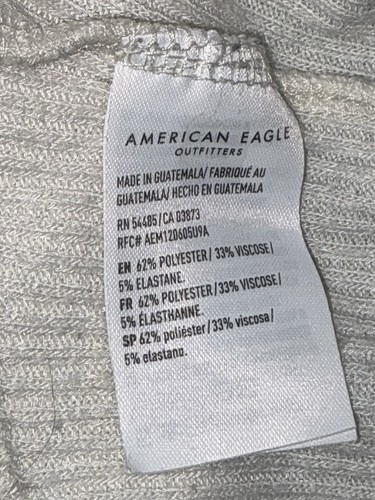 AMERICAN EAGLE
OUTFITTERS
MADE IN GUATEMALA/ FABRIQUÉ AU
GUATEMALA/ HECHO EN GUATEMALA
RN 54485/CA 03873
RFC# AEM120605U9A
EN 62% POLYESTER/33% VISCOSE/
5% ELASTANE.
FR 62% POLYESTER/33% VISCOSE/
5% ÉLASTHANNE.
SP 62% poliéster/33% viscosa/
5% elastano.